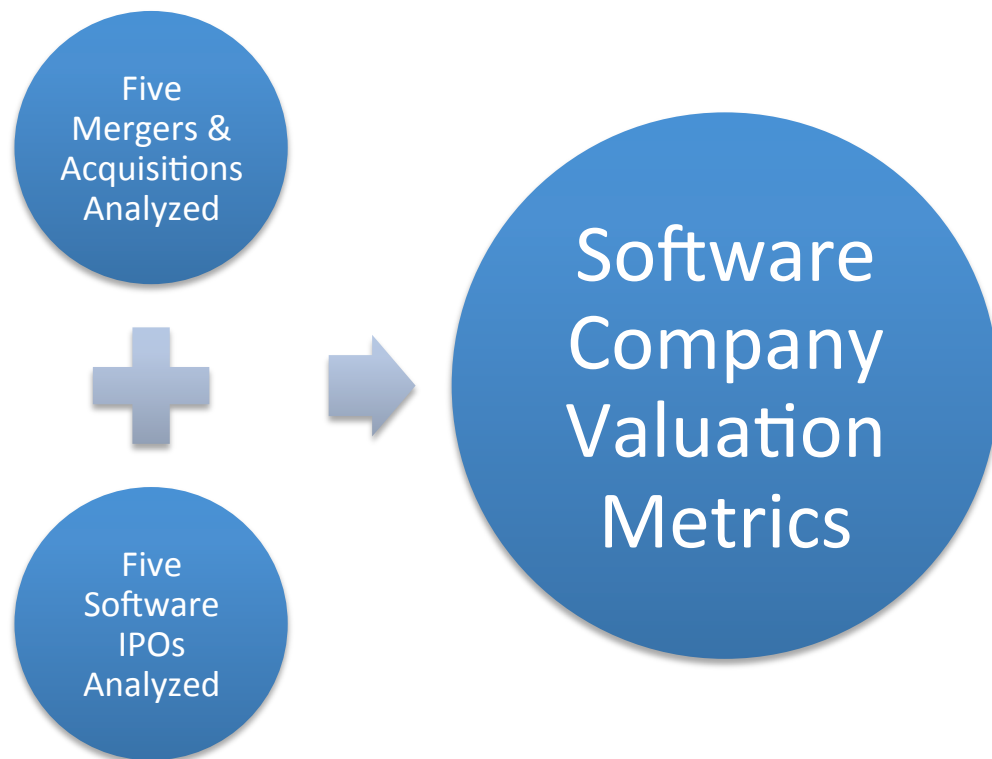 Five
Mergers &
Acquisitions
Analyzed
Five
Software
IPOs
Analyzed
Software
Company
Valuation
Metrics